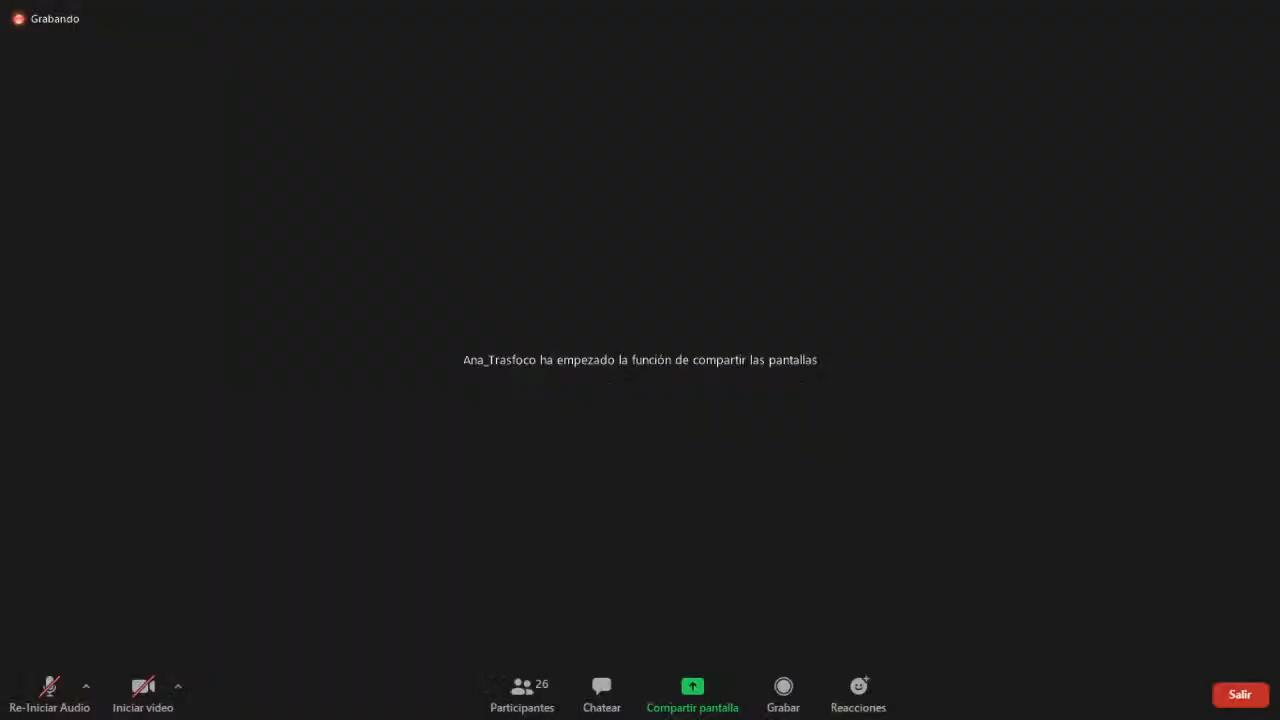 Grabando
Ana_Trasfoco ha empezado la función de compartir las pantallas
26
Re-Iniciar Audio
Iniciar video
Participantes
Chatear
Compartir pantalla
Grabar
Reacciones
Salir